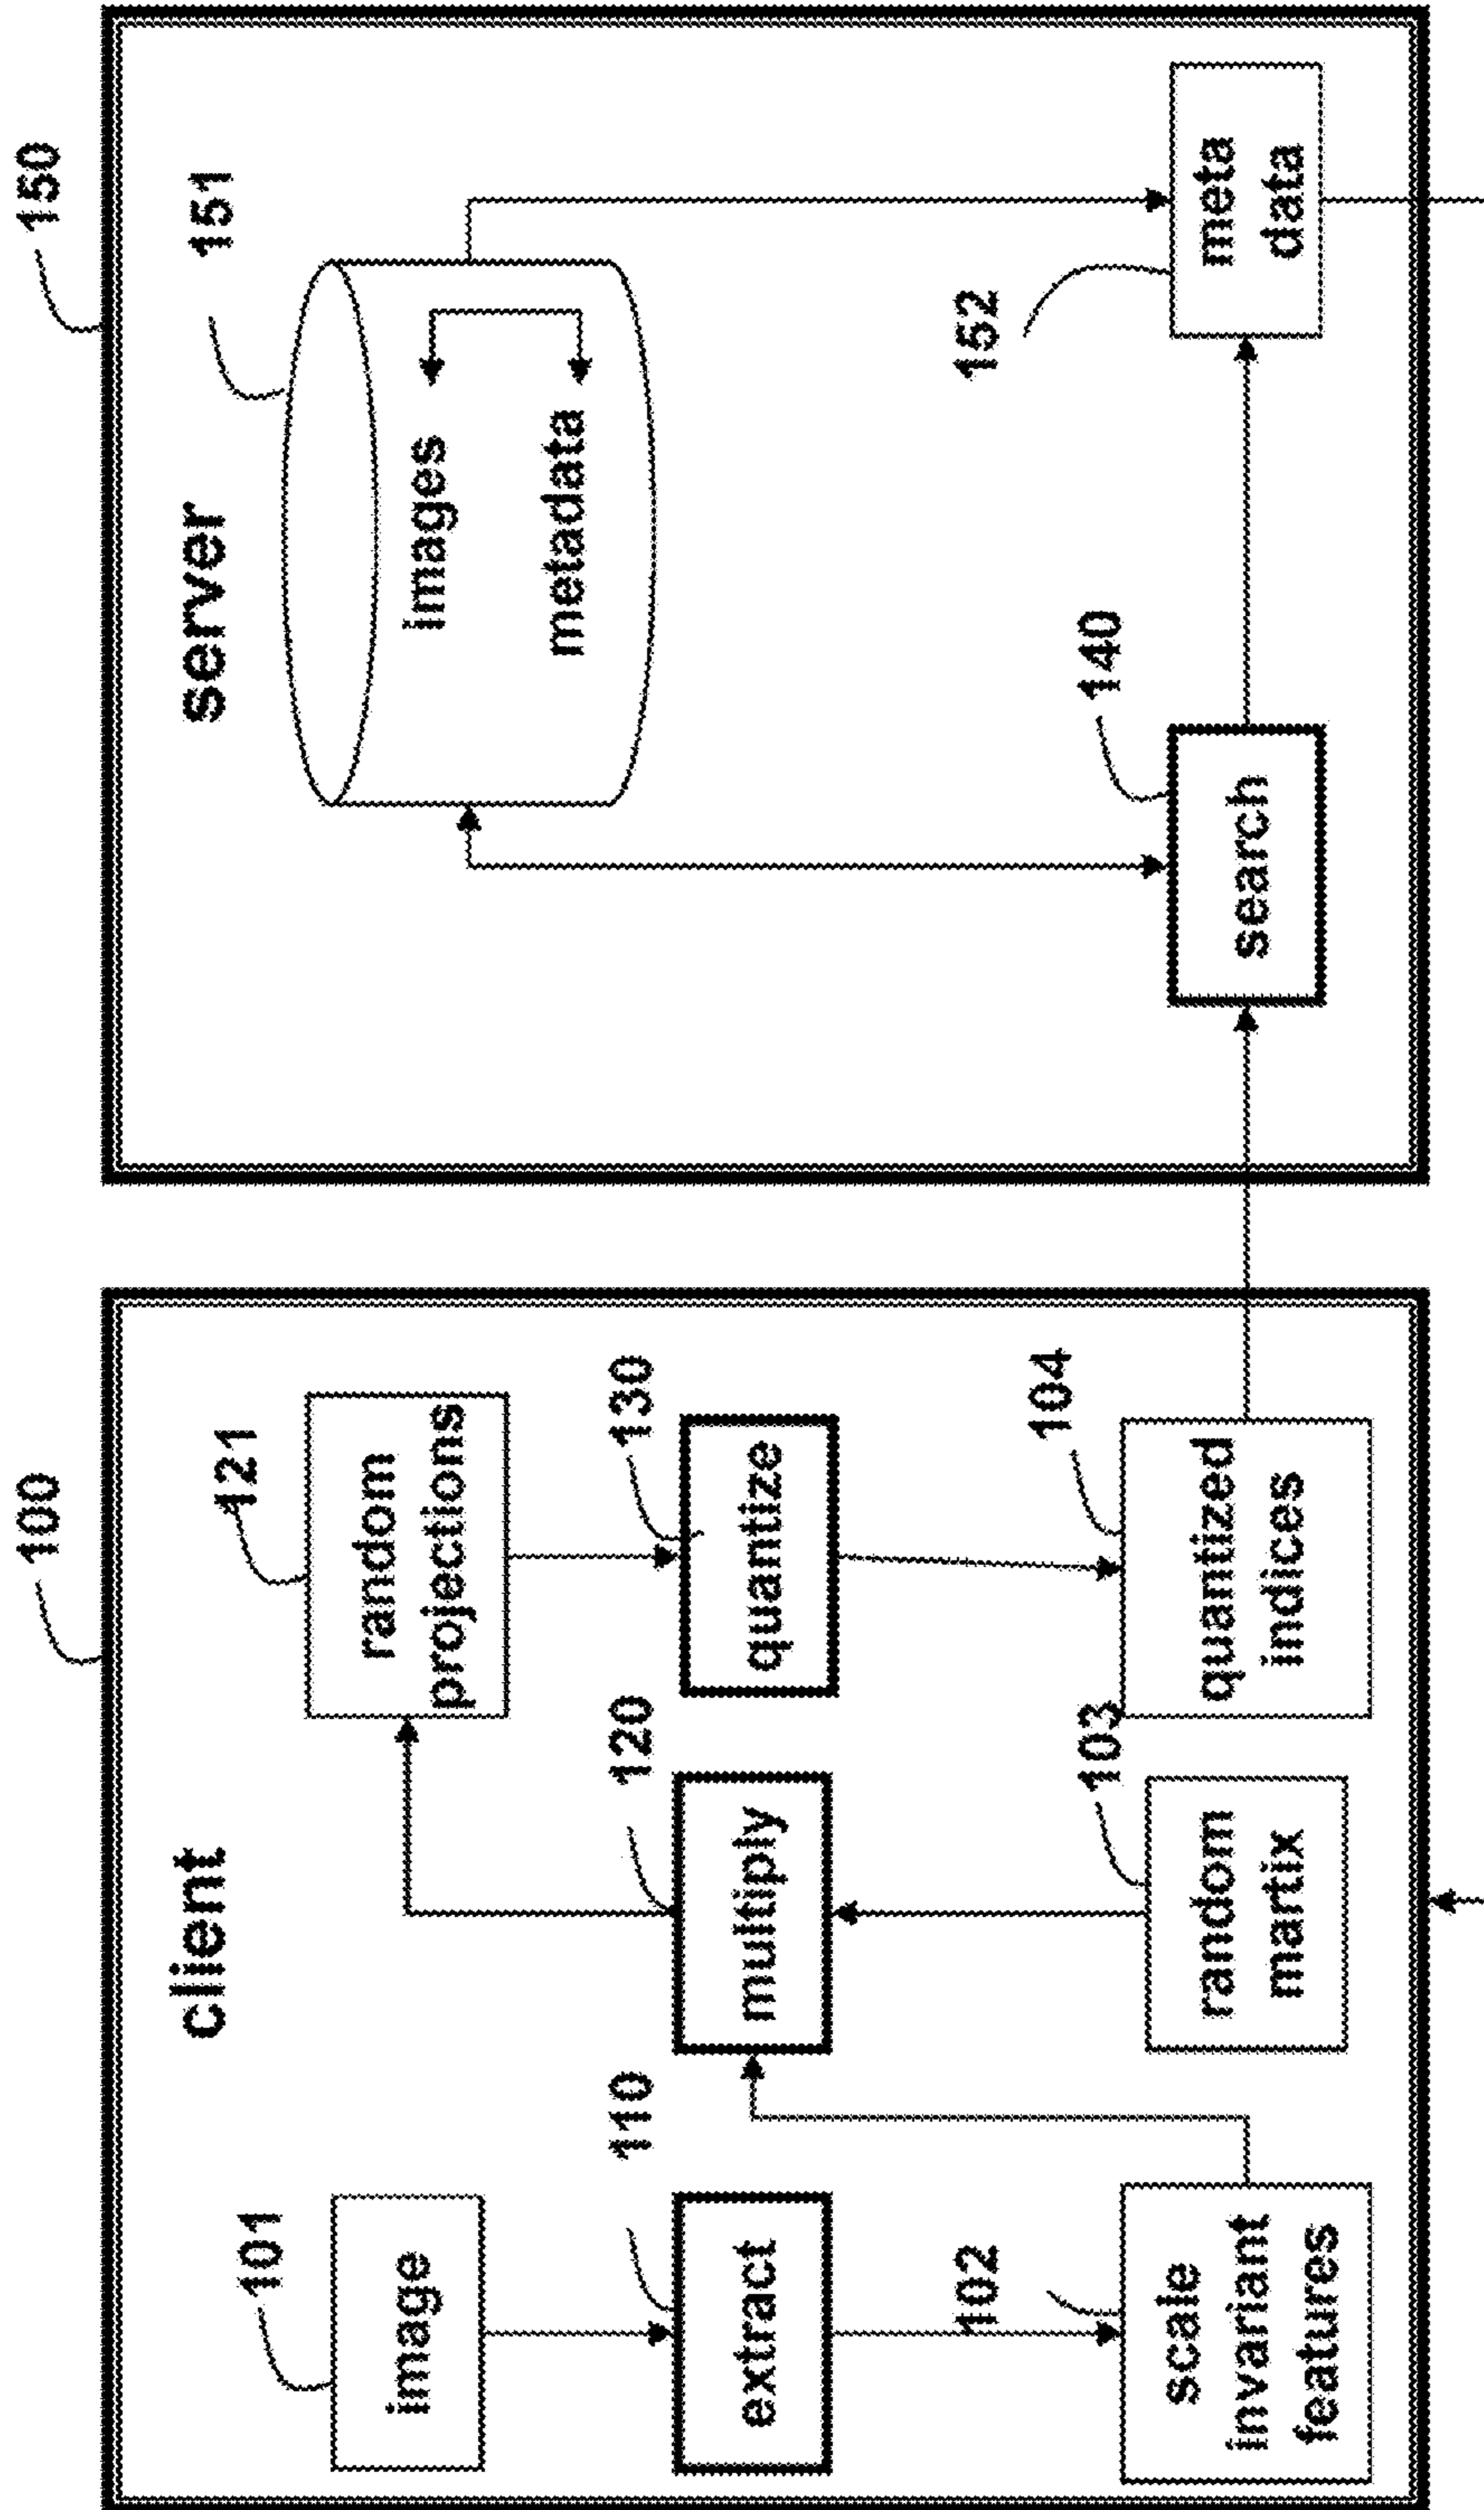 100
150
client
server
101
image
110
extract
102
scale
invariant
features
120
multiply
103
random
martix
121
random
projections
130
quantize
104
quantized
indices
151
images
metadata
140
search
152
meta
data